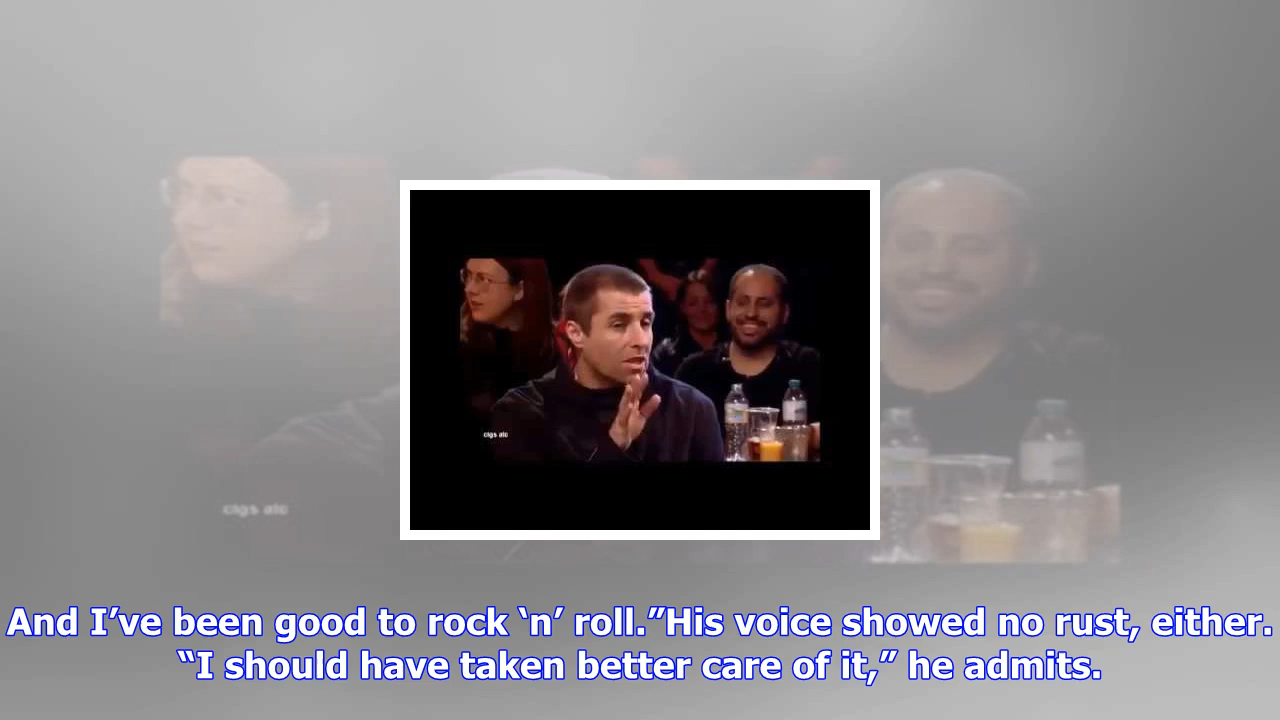 cigs alc
cigs alc
And I’ve been good to rock ‘n’ roll.”His voice showed no rust, either.
“I should have taken better care of it,” he admits.